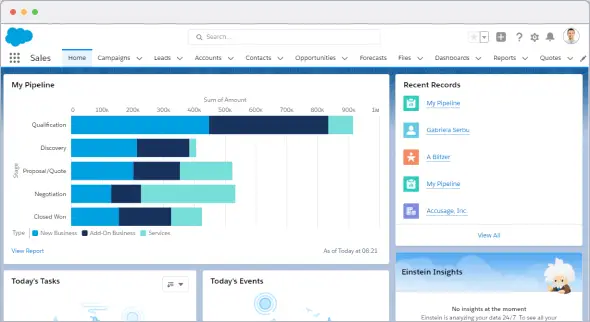 Search...
Sales
Home
Campaigns
Leads
Accounts
Contacts
Opportunities
Forecasts
Files
Dashboards
Reports
Quotes
My Pipeline
Sum of Amount
0 100k 200k 300k 400k 500k 600k 700k 800k 900k 1m
Stage
Qualification
Discovery
Proposal/Quote
Negotiation
Closed Won
Type New Business Add-On Business Services
View Report
As of Today at 06.21
Recent Records
My Pipeline
Gabriela Serbu
A Blitzer
My Pipeline
Accusage, Inc.
View All
Today's Tasks
Today's Events
Einstein Insights
No insights at the moment
Einstein is analyzing your data 24/7. To see all your